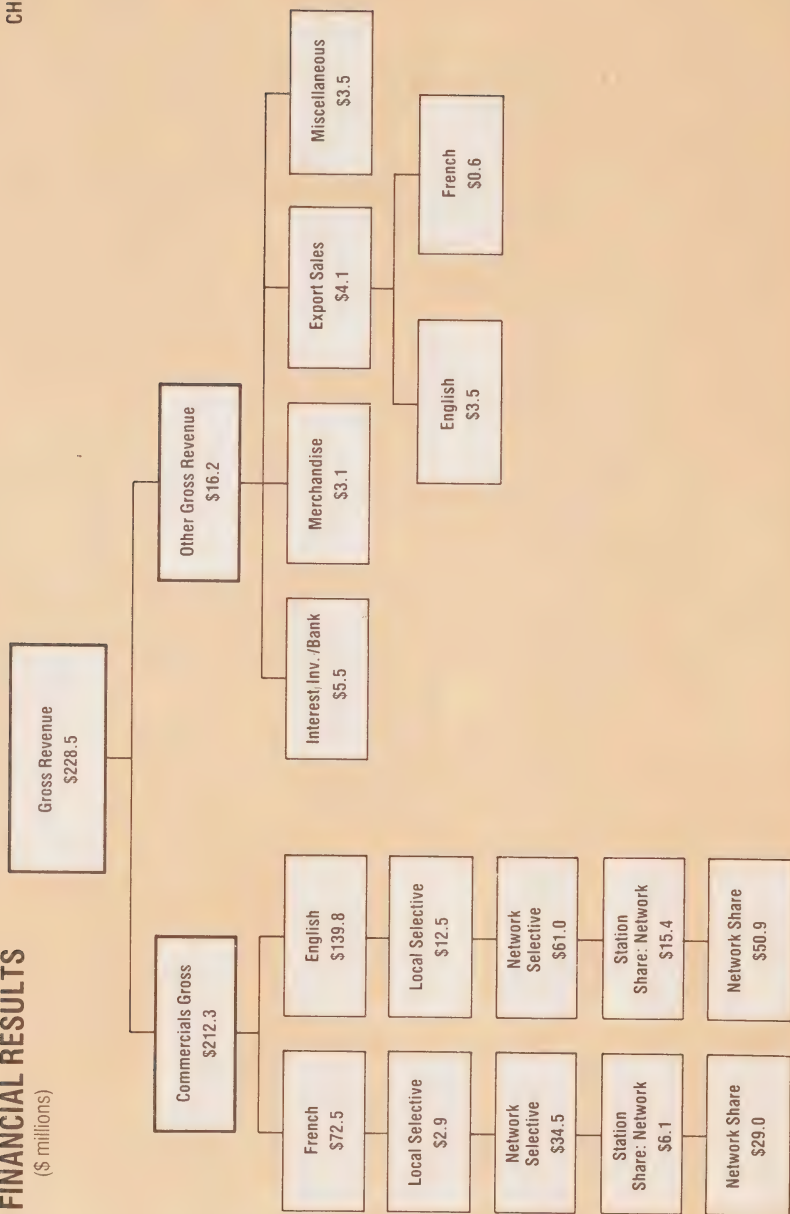 FINANCIAL RESULTS
($ millions)
CH
Gross Revenue
$228.5
Commercials Gross
$212.3
Other Gross Revenue
$16.2
French
$72.5
English
$139.8
Interest, Inv. /Bank
$5.5
Merchandise
$3.1
Export Sales
$4.1
Miscellaneous
$3.5
Local Selective
$2.9
Local Selective
$12.5
English
$3.5
French
$0.6
Network
Selective
$34.5
Network
Selective
$61.0
Station
Share: Network
$6.1
Station
Share: Network
$15.4
Network Share
$29.0
Network Share
$50.9